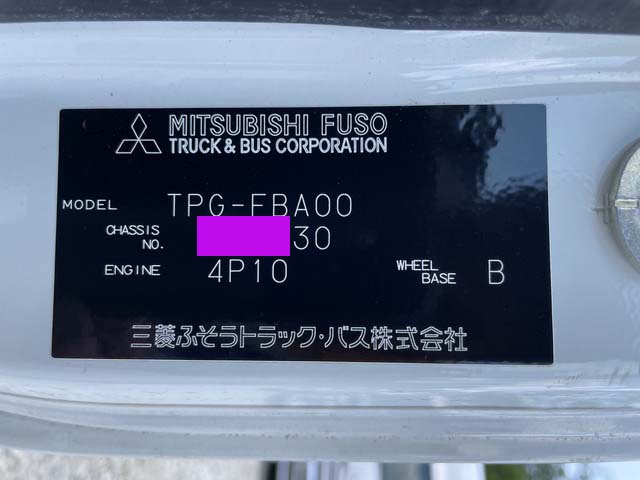 MITSUBISHI FUSO
TRUCK & BUS CORPORATION
MODEL TPG-FBA00
CHASSIS NO. 30
ENGINE 4P10 WHEEL BASE B
三菱ふそうトラック・バス株式会社